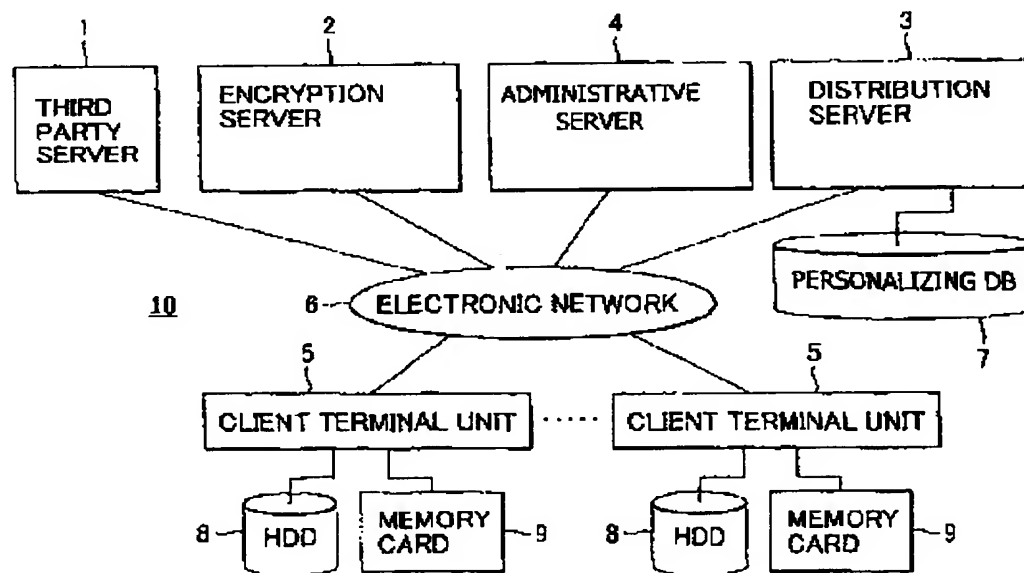 1
2
4
3
THIRD
PARTY
SERVER
ENCRYPTION
SERVER
ADMINISTRATIVE
SERVER
DISTRIBUTION
SERVER
PERSONALIZING DB
7
10
6
ELECTRONIC NETWORK
5
5
CLIENT TERMINAL UNIT
.....
CLIENT TERMINAL UNIT
8
HDD
MEMORY
CARD
9
8
HDD
MEMORY
CARD
9